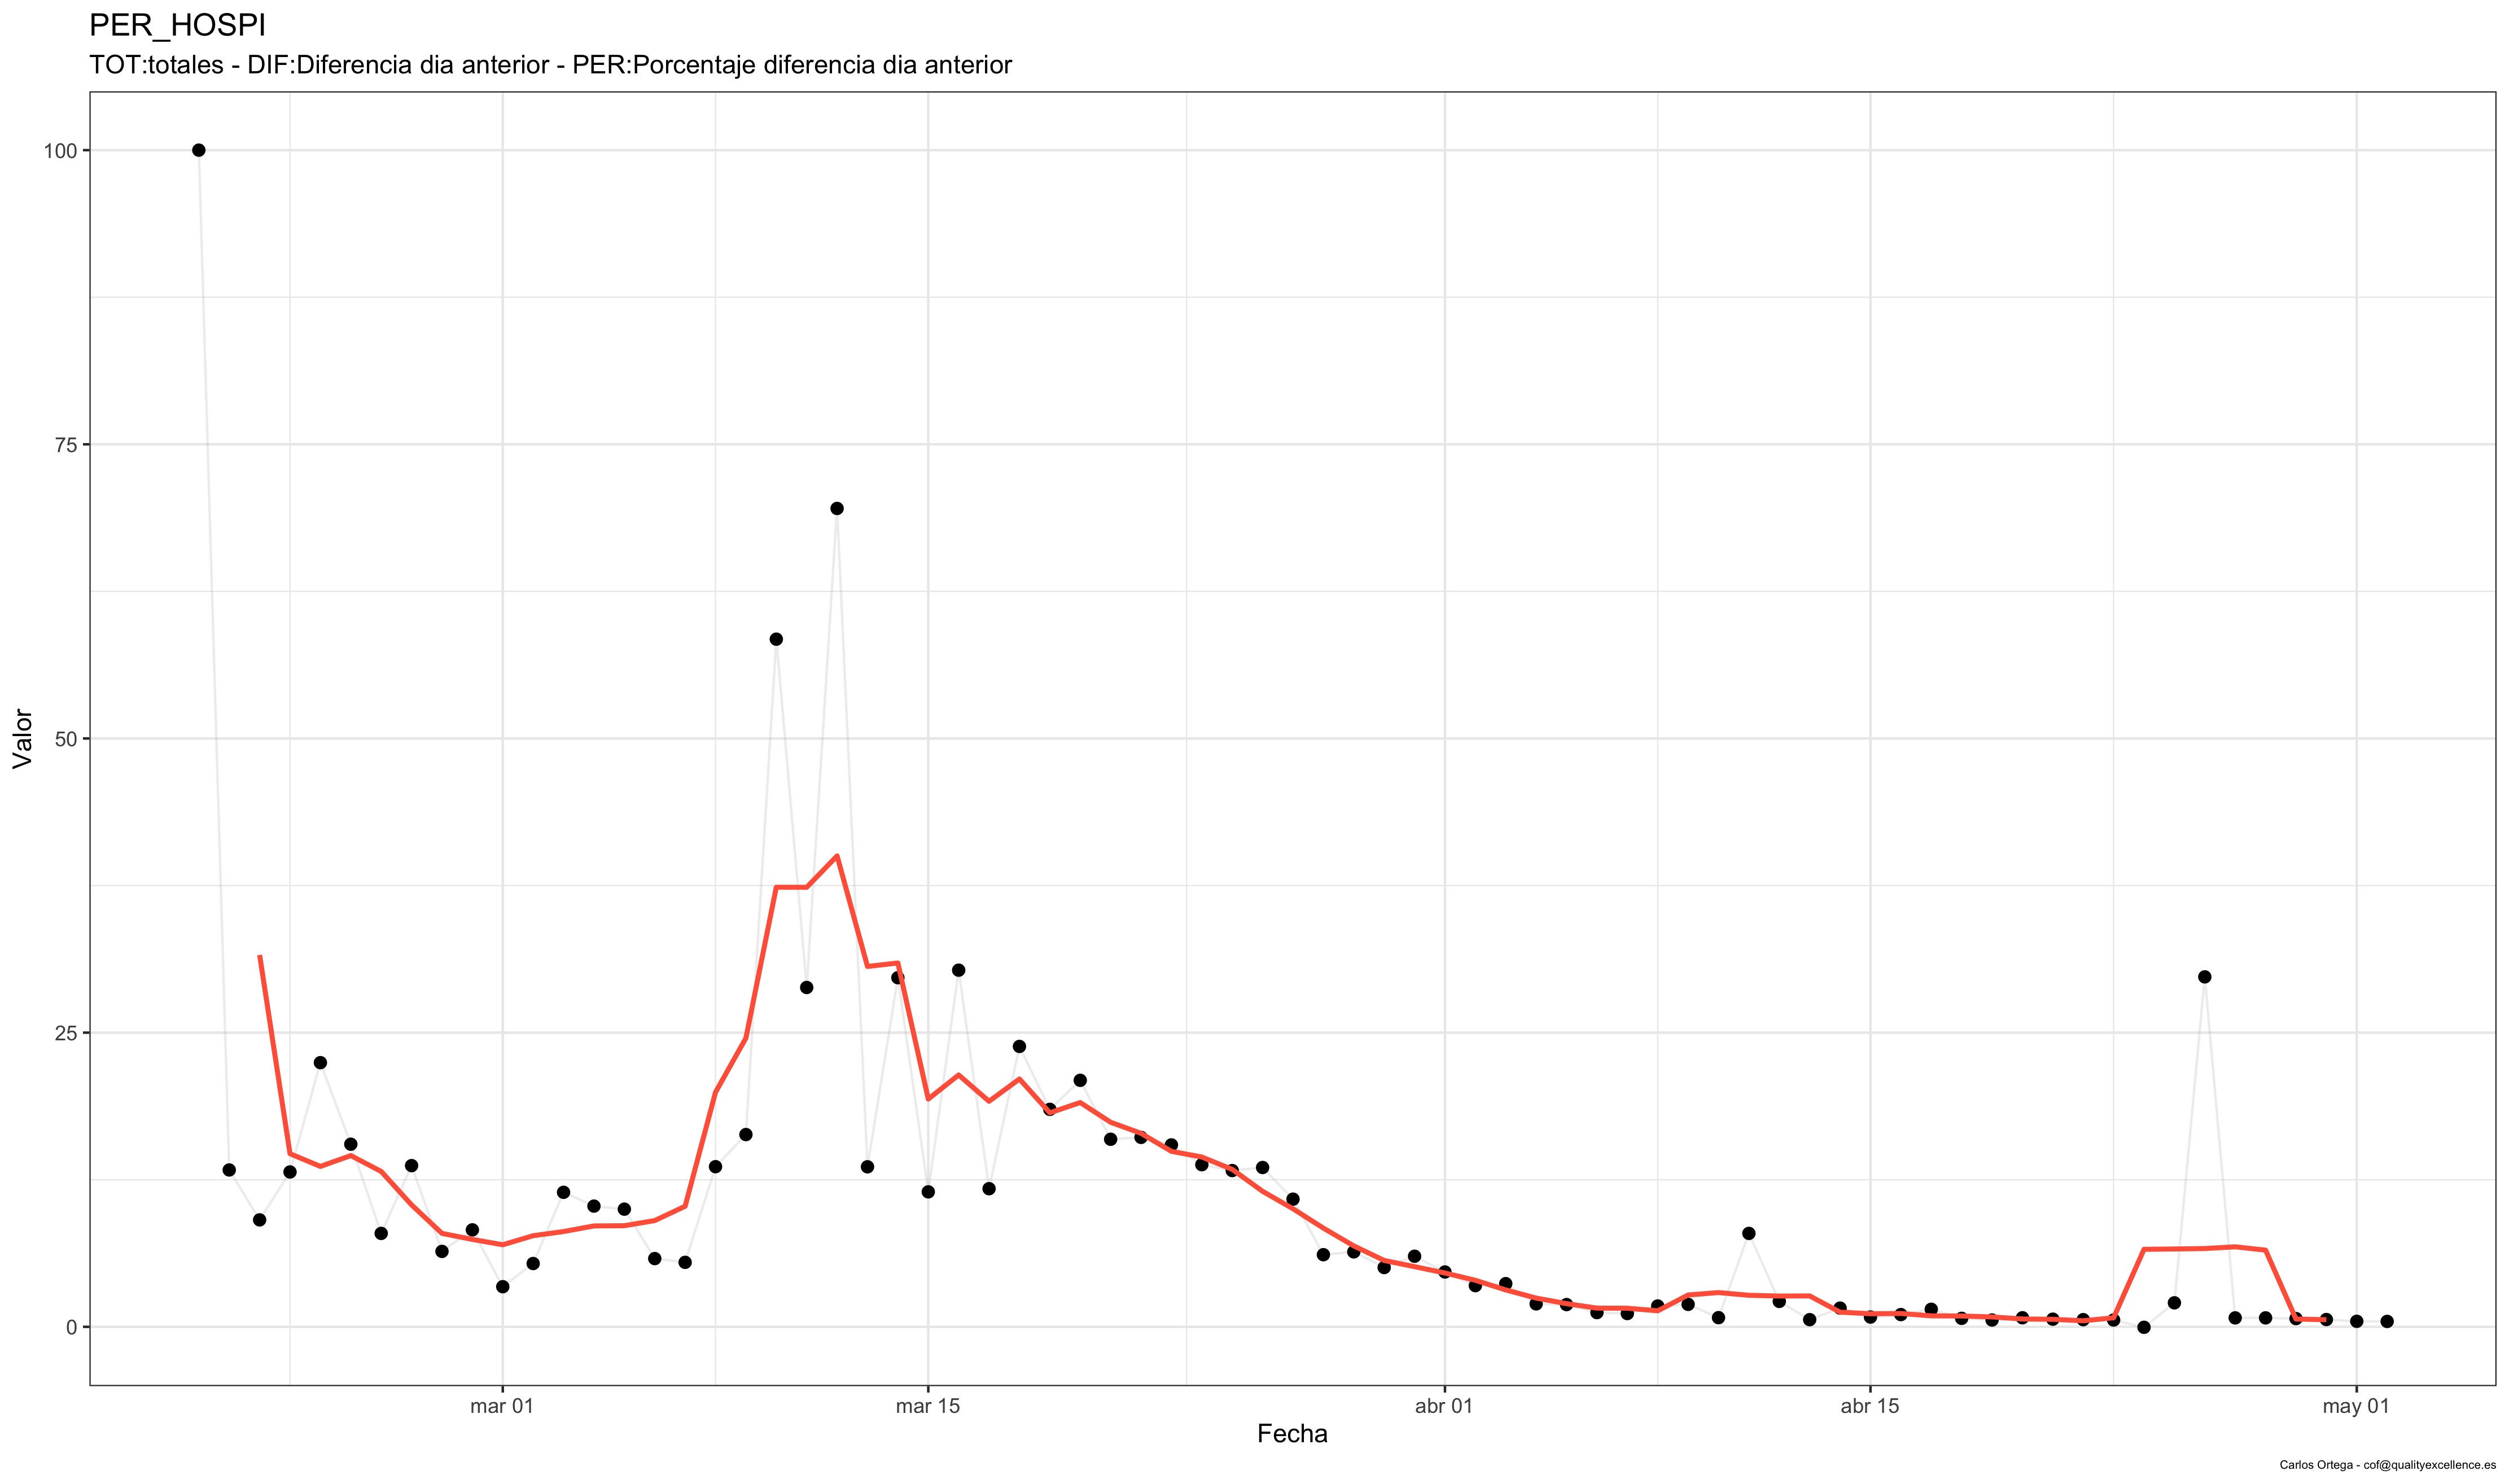 PER_HOSPI
TOT:totales - DIF:Diferencia dia anterior - PER:Porcentaje diferencia dia anterior
100
75
50
25
0
Valor
mar 01
mar 15
abr 01
abr 15
may 01
Fecha
Carlos Ortega - cof@qualityexcellence.es